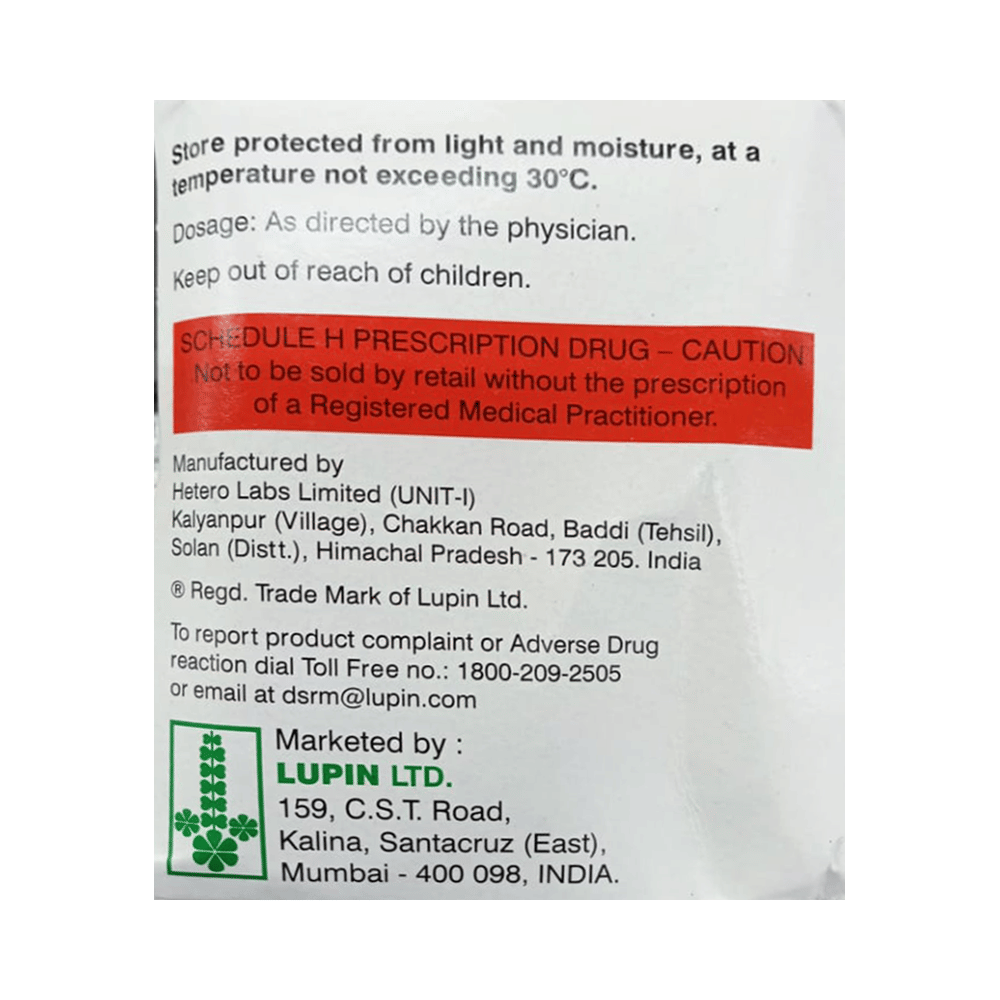 Store protected from light and moisture, at a
temperature not exceeding 30°C.
Dosage: As directed by the physician.
Keep out of reach of children.
SCHEDULE H PRESCRIPTION DRUG – CAUTION
Not to be sold by retail without the prescription
of a Registered Medical Practitioner.
Manufactured by
Hetero Labs Limited (UNIT-I)
Kalyanpur (Village), Chakkan Road, Baddi (Tehsil),
Solan (Distt.), Himachal Pradesh - 173 205. India
® Regd. Trade Mark of Lupin Ltd.
To report product complaint or Adverse Drug
reaction dial Toll Free no.: 1800-209-2505
or email at dsrm@lupin.com
Marketed by :
LUPIN LTD.
159, C.S.T. Road,
Kalina, Santacruz (East),
Mumbai - 400 098, INDIA.